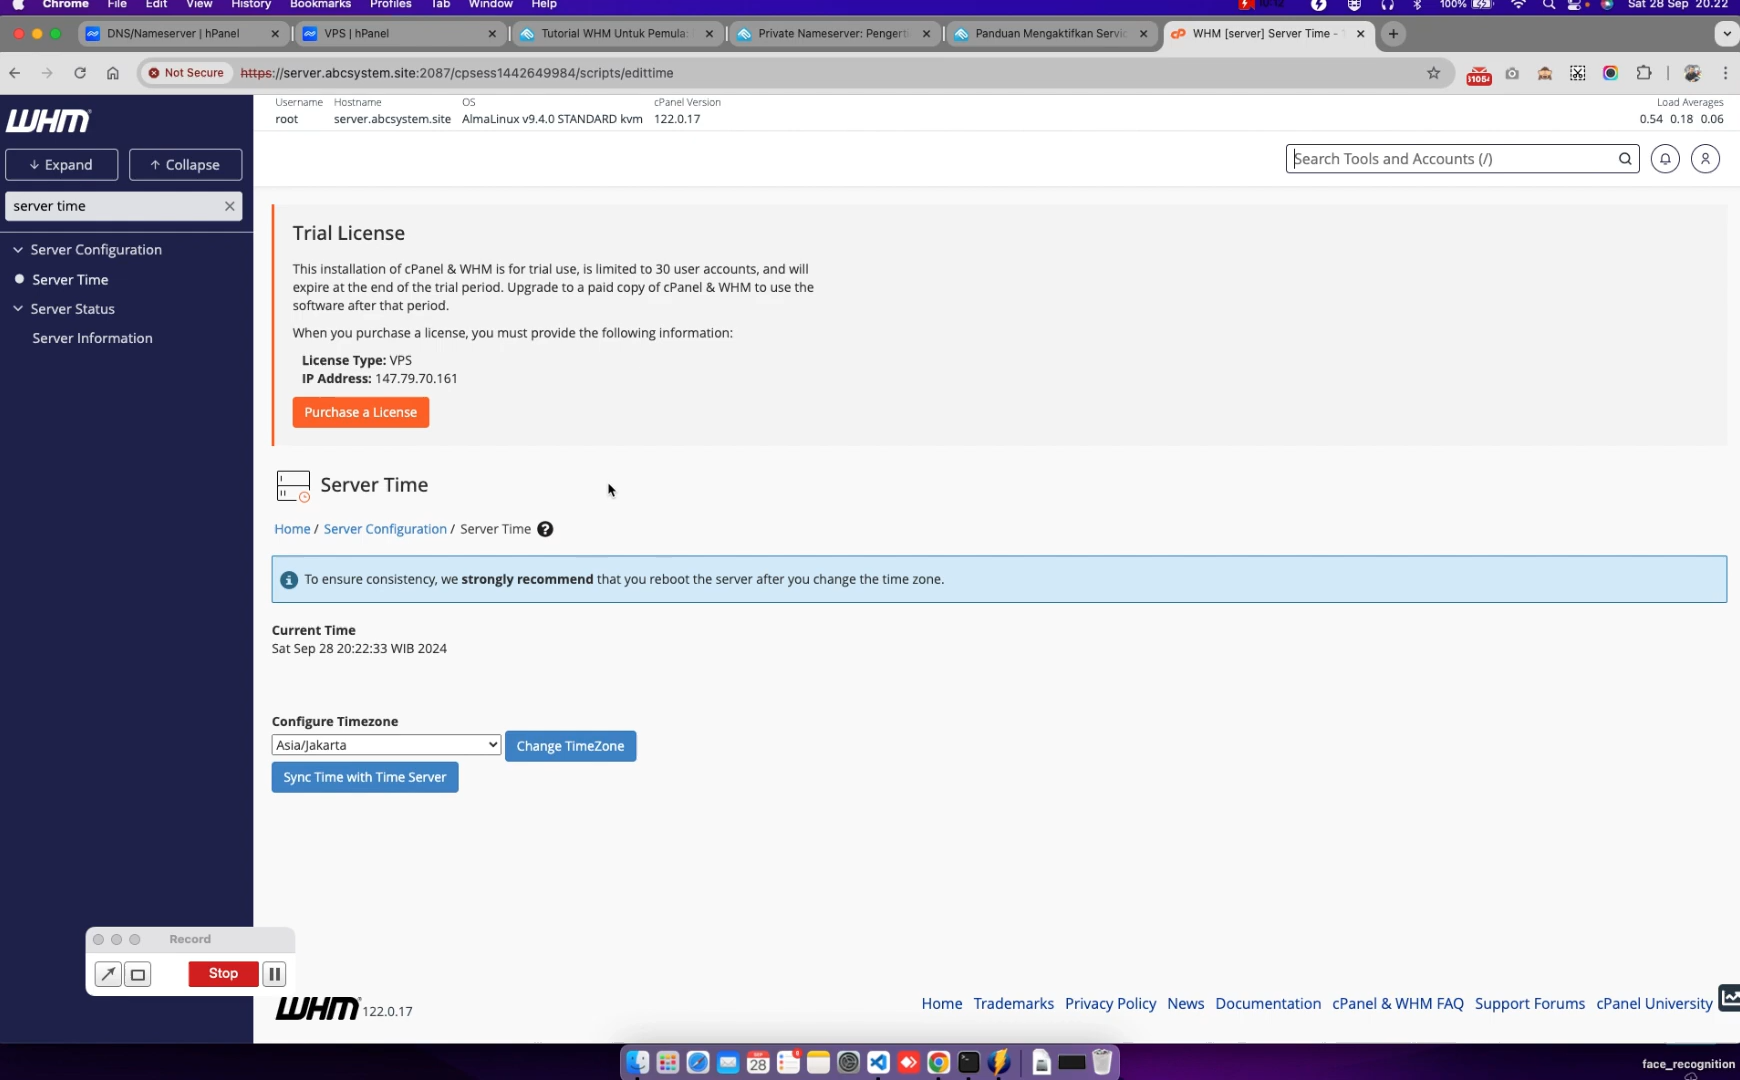 Chrome File Edit View History Bookmarks Profiles Tab Window Help 100% Sat 28 Sep 20.22
DNS/Nameserver | hPanel
VPS | hPanel
Tutorial WHM Untuk Pemula:
Private Nameserver: Pengert
Panduan Mengaktifkan Servic
WHM [server] Server Time -
Not Secure https://server.abcsystem.site:2087/cpsess1442649984/scripts/edittime
WHM
Username Hostname OS cPanel Version Load Averages
root server.abcsystem.site AlmaLinux v9.4.0 STANDARD kvm 122.0.17 0.54 0.18 0.06
Expand Collapse
Search Tools and Accounts (/)
server time
Server Configuration
Server Time
Server Status
Server Information
Trial License
This installation of cPanel & WHM is for trial use, is limited to 30 user accounts, and will
expire at the end of the trial period. Upgrade to a paid copy of cPanel & WHM to use the
software after that period.
When you purchase a license, you must provide the following information:
License Type: VPS
IP Address: 147.79.70.161
Purchase a License
Server Time
Home / Server Configuration / Server Time
To ensure consistency, we strongly recommend that you reboot the server after you change the time zone.
Current Time
Sat Sep 28 20:22:33 WIB 2024
Configure Timezone
Asia/Jakarta Change TimeZone
Sync Time with Time Server
Record
Stop
WHM 122.0.17
Home Trademarks Privacy Policy News Documentation cPanel & WHM FAQ Support Forums cPanel University
face_recognition